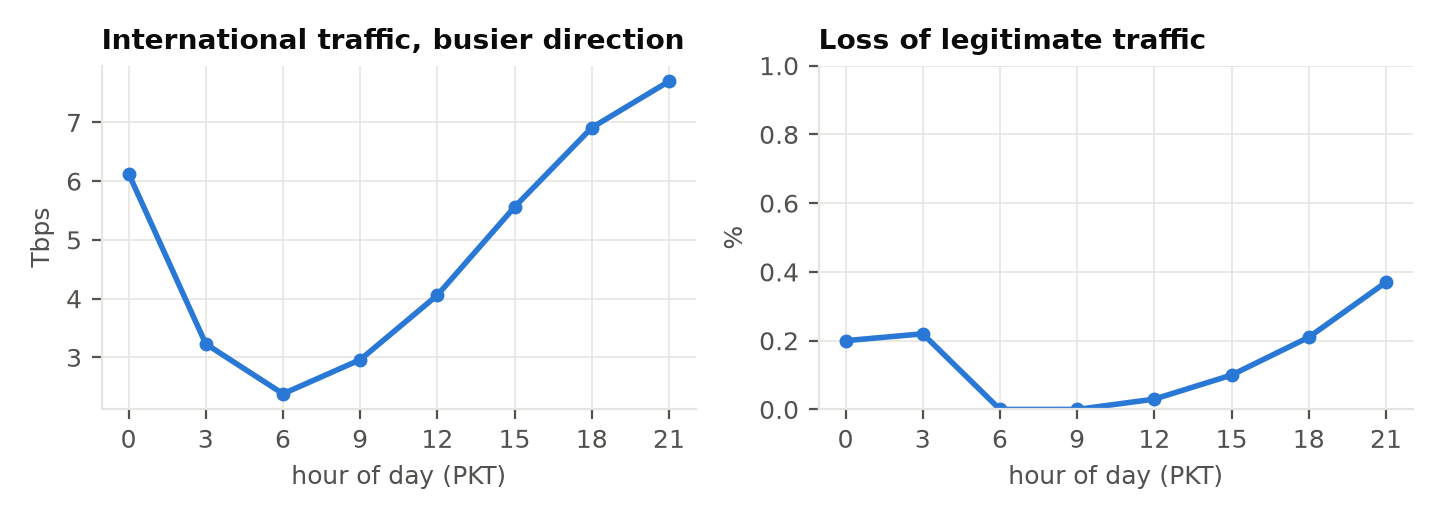 International traffic, busier direction
7
6
5
4
3
Tbps
0 3 6 9 12 15 18 21
hour of day (PKT)
Loss of legitimate traffic
1.0
0.8
0.6
0.4
0.2
0.0
%
0 3 6 9 12 15 18 21
hour of day (PKT)